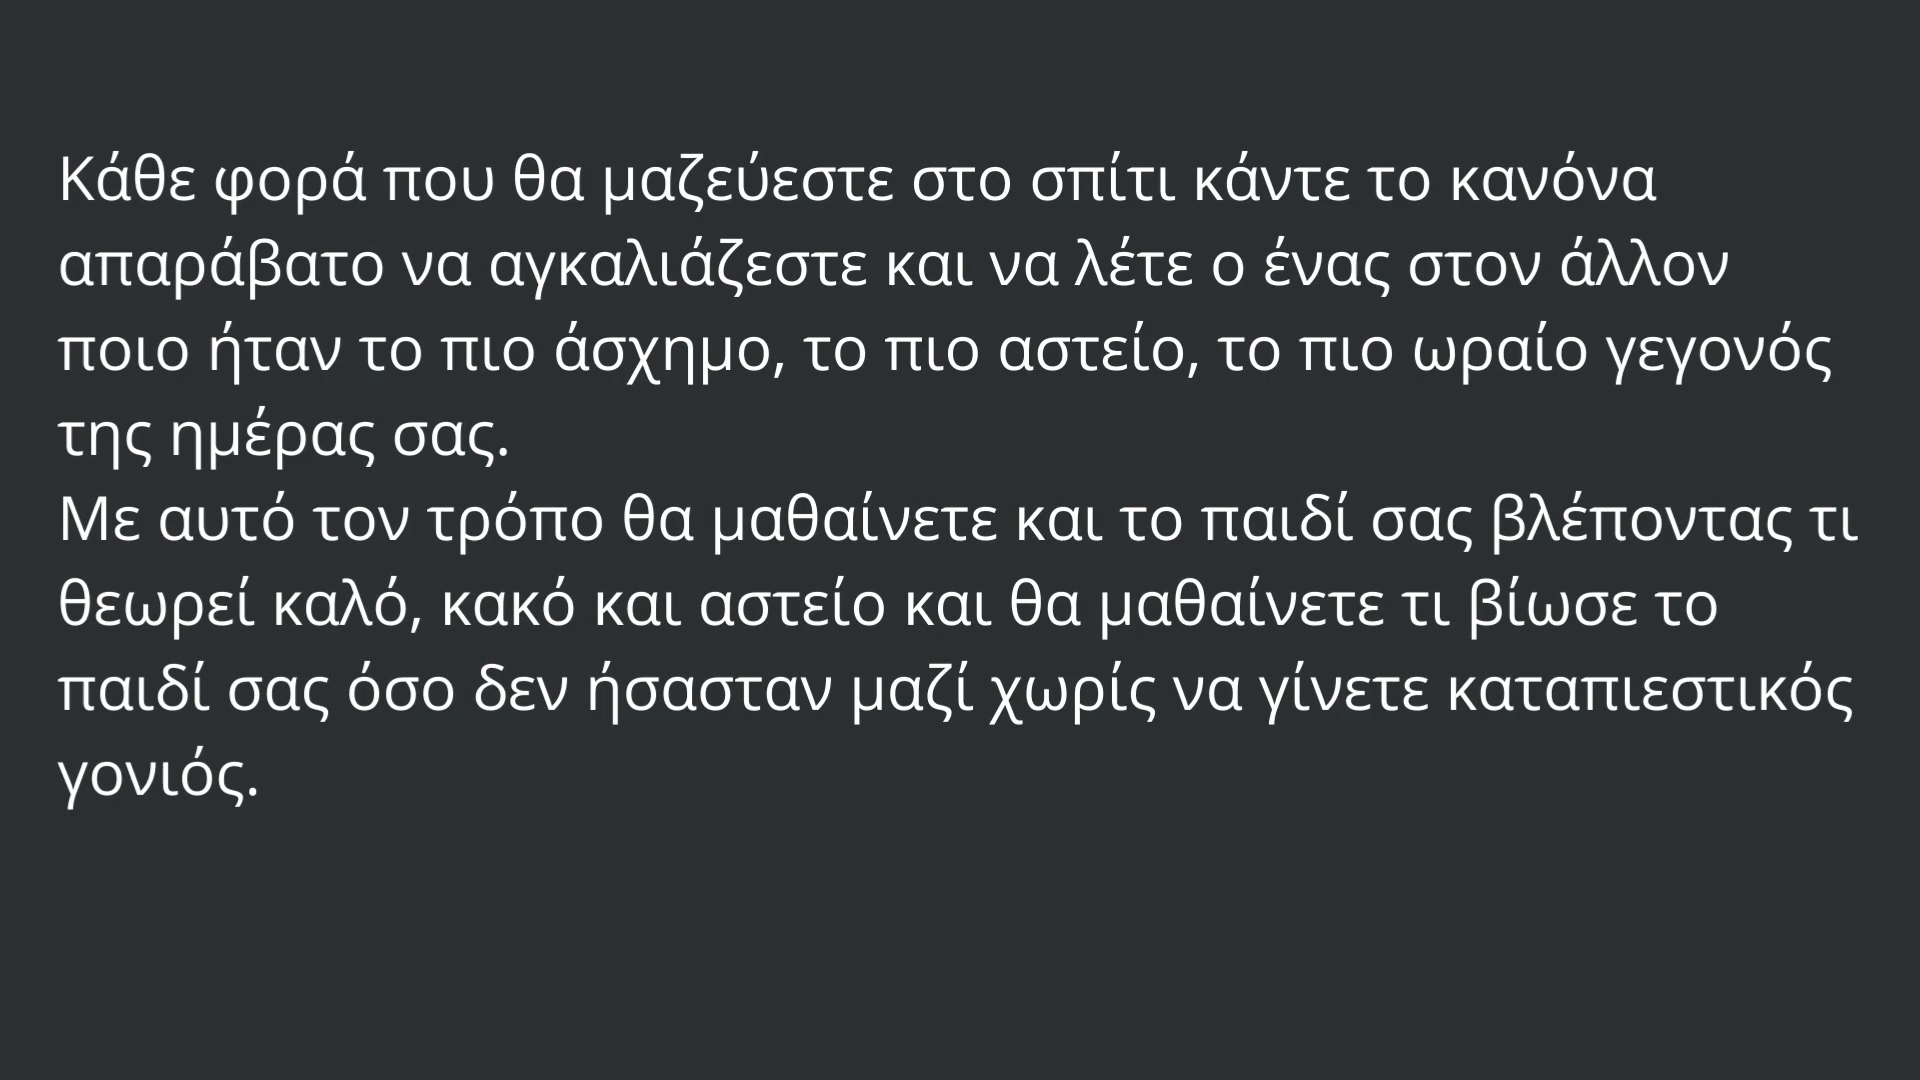 Κάθε φορά που θα μαζεύεστε στο σπίτι κάντε το κανόνα
απαράβατο να αγκαλιάζεστε και να λέτε ο ένας στον άλλον
ποιο ήταν το πιο άσχημο, το πιο αστείο, το πιο ωραίο γεγονός
της ημέρας σας.
Με αυτό τον τρόπο θα μαθαίνετε και το παιδί σας βλέποντας τι
θεωρεί καλό, κακό και αστείο και θα μαθαίνετε τι βίωσε το
παιδί σας όσο δεν ήσασταν μαζί χωρίς να γίνετε καταπιεστικός
γονιός.